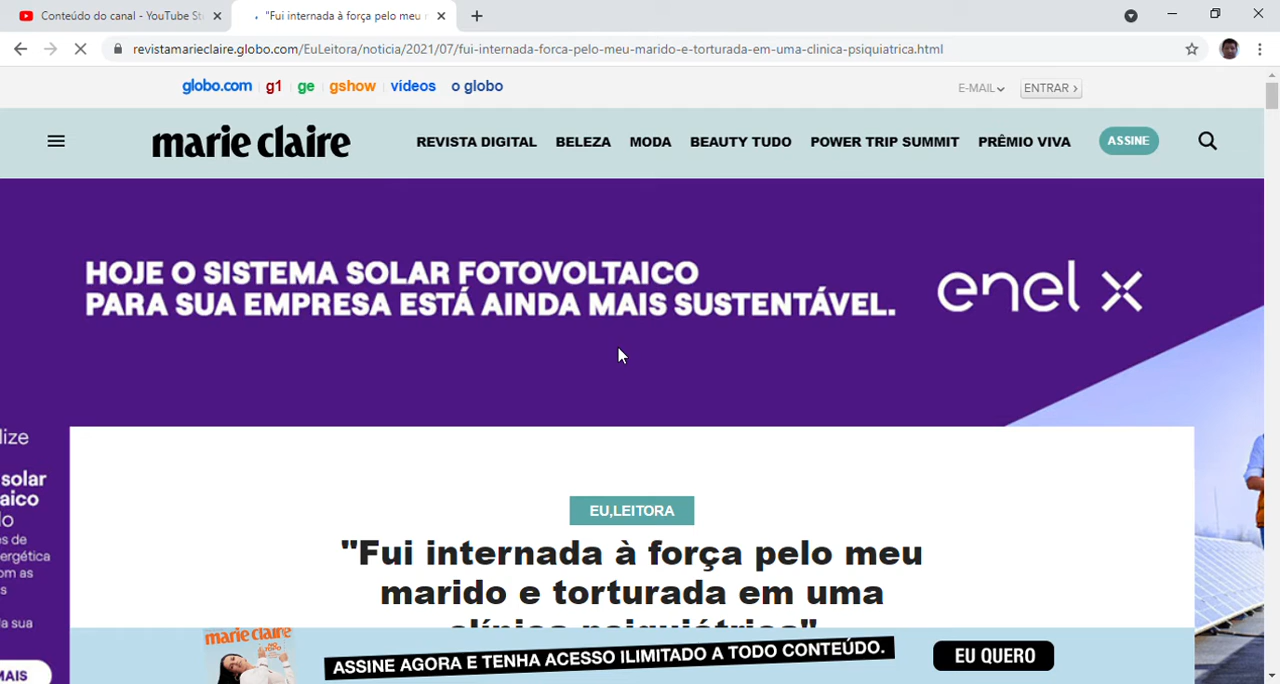 Conteúdo do canal - YouTube St
"Fui internada à força pelo meu
revistamarieclaire.globo.com/EuLeitora/noticia/2021/07/fui-internada-forca-pelo-meu-marido-e-torturada-em-uma-clinica-psiquiatrica.html
globo.com g1 ge gshow vídeos o globo
E-MAIL ENTRAR
marie claire
REVISTA DIGITAL BELEZA MODA BEAUTY TUDO POWER TRIP SUMMIT PRÊMIO VIVA ASSINE
HOJE O SISTEMA SOLAR FOTOVOLTAICO
PARA SUA EMPRESA ESTÁ AINDA MAIS SUSTENTÁVEL.
enel x
lize
solar
aico
lo
es de
ergética
om as
s
a sua
MAIS
EU,LEITORA
"Fui internada à força pelo meu
marido e torturada em uma
clínica psiquiátrica"
marie claire
ASSINE AGORA E TENHA ACESSO ILIMITADO A TODO CONTEÚDO.
EU QUERO